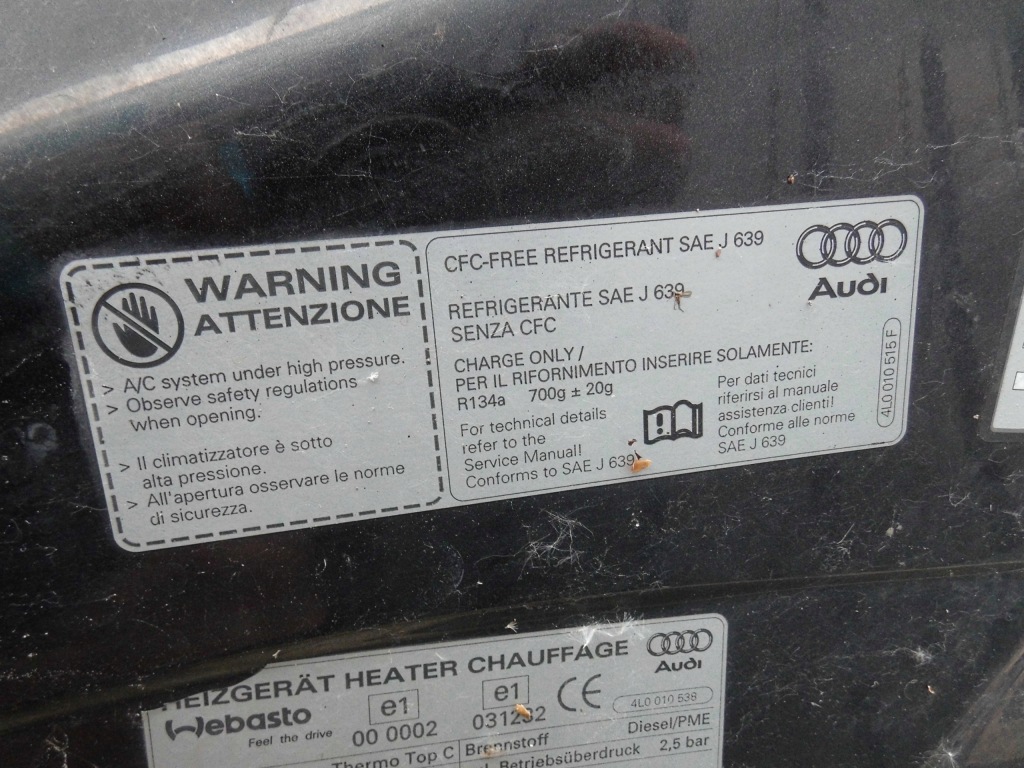 WARNING
ATTENZIONE
> A/C system under high pressure.
> Observe safety regulations
when opening.
> Il climatizzatore è sotto
alta pressione.
> All'apertura osservare le norme
di sicurezza.
CFC-FREE REFRIGERANT SAE J 639
REFRIGERANTE SAE J 639
SENZA CFC
CHARGE ONLY /
PER IL RIFORNIMENTO INSERIRE SOLAMENTE:
R134a 700g ± 20g
For technical details
refer to the
Service Manual!
Conforms to SAE J 639
Per dati tecnici
riferirsi al manuale
assistenza clienti!
Conforme alle norme
SAE J 639
Audi
4L0 010 515 F
HEIZGERÄT HEATER CHAUFFAGE
Audi
Webasto
Feel the drive
e1
00 0002
e1
031232
CE
4L0 010 538
Thermo Top C
Brennstoff
Diesel/PME
Betriebsüberdruck 2,5 bar